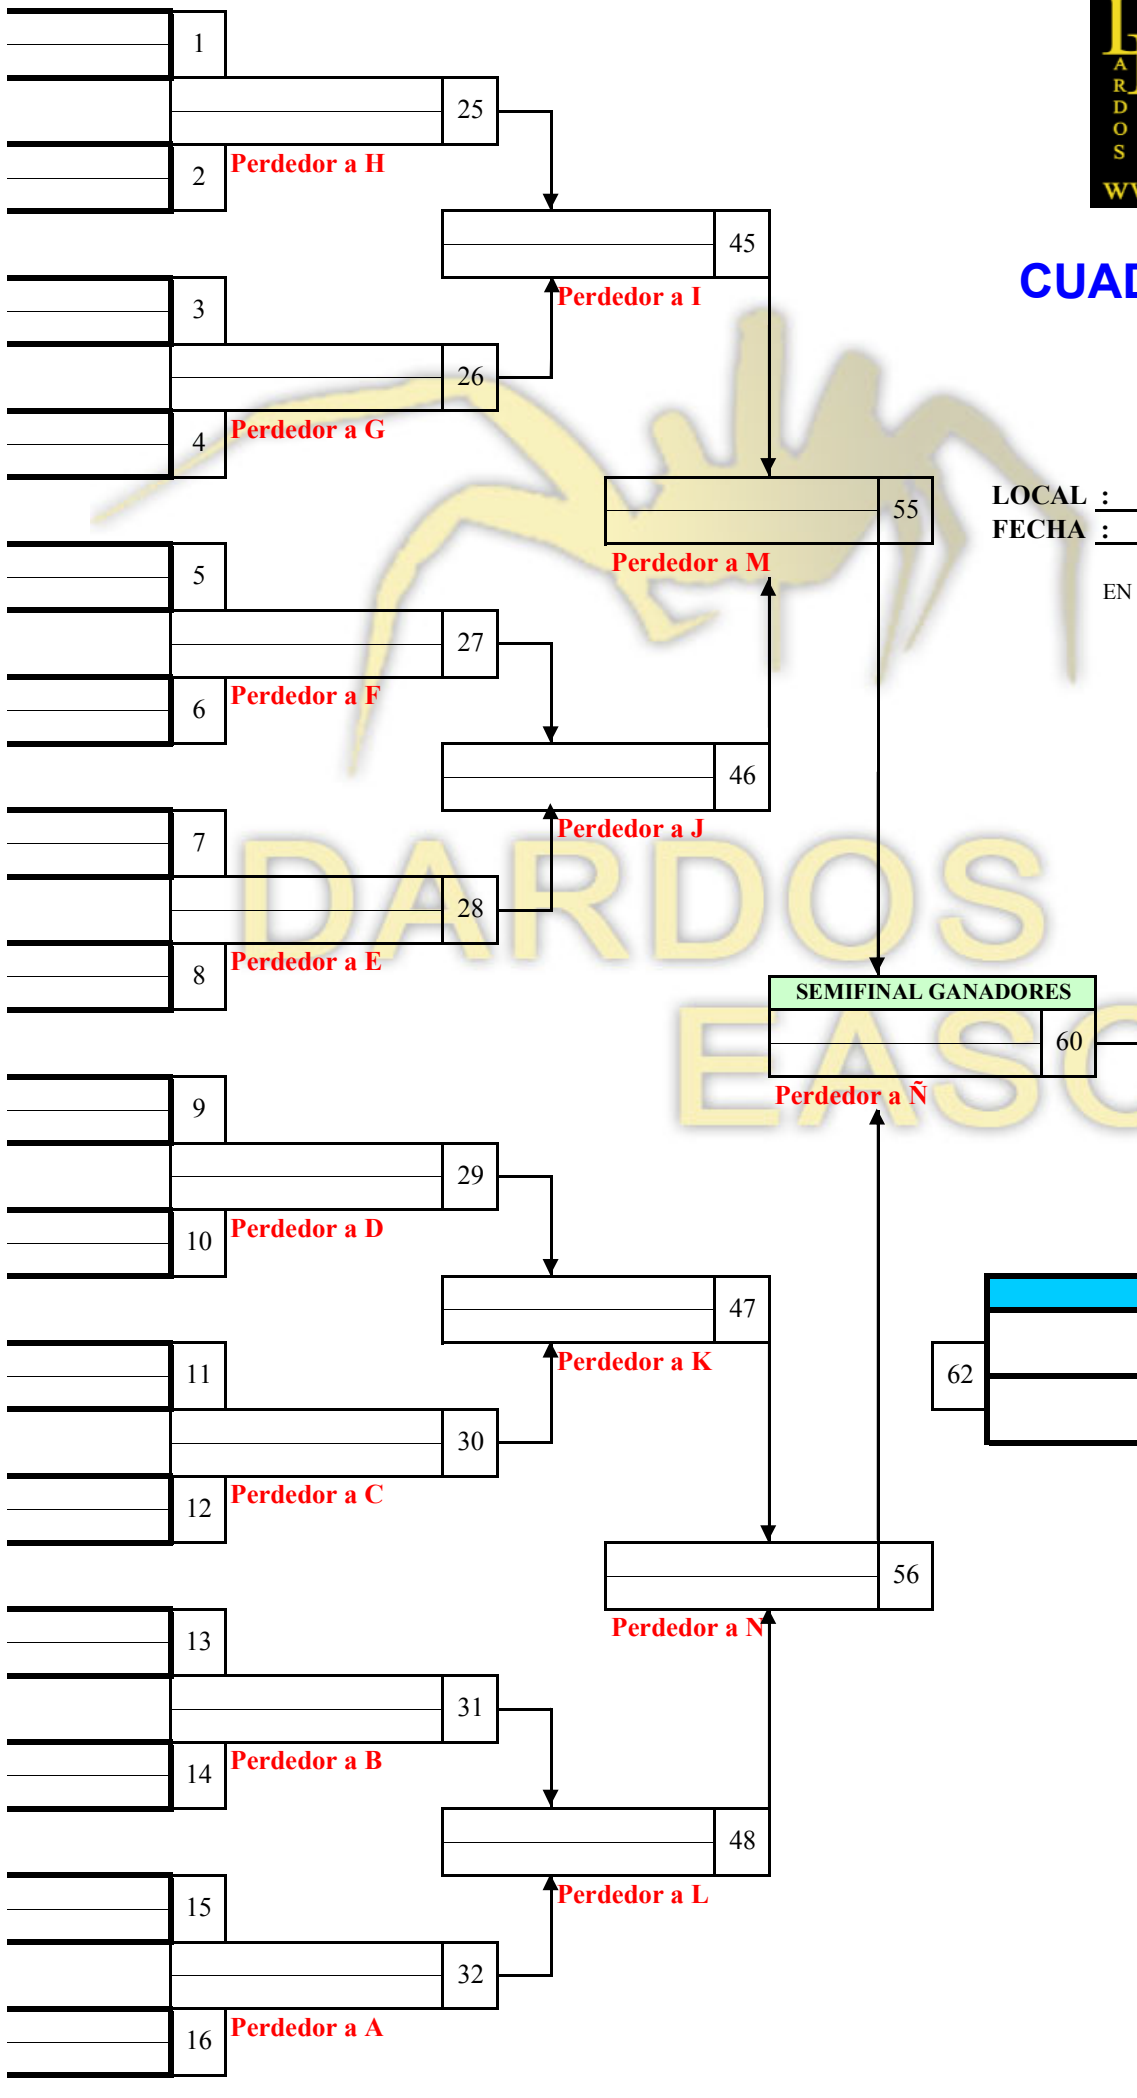 1
25
Perdedor a H
2
45
Perdedor a I
3
26
Perdedor a G
4
55
Perdedor a M
5
27
Perdedor a F
6
46
Perdedor a J
7
28
Perdedor a E
8
SEMIFINAL GANADORES
60
Perdedor a Ñ
9
29
Perdedor a D
10
47
Perdedor a K
11
30
Perdedor a C
12
56
Perdedor a N
13
31
Perdedor a B
14
48
Perdedor a L
15
32
Perdedor a A
16
62
LOCAL :
FECHA :
EN
DARDOS
ARDOS